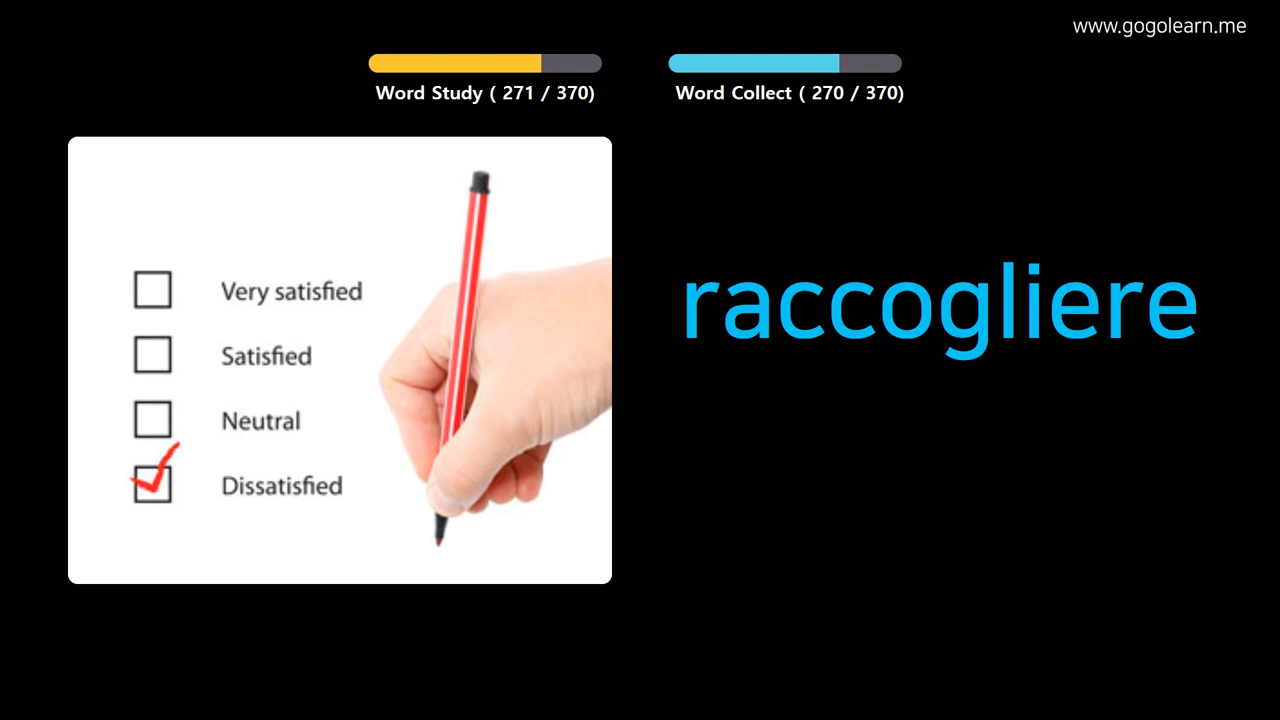 www.gogolearn.me
Word Study ( 271 / 370)
Word Collect ( 270 / 370)
Very satisfied
Satisfied
Neutral
Dissatisfied
raccogliere